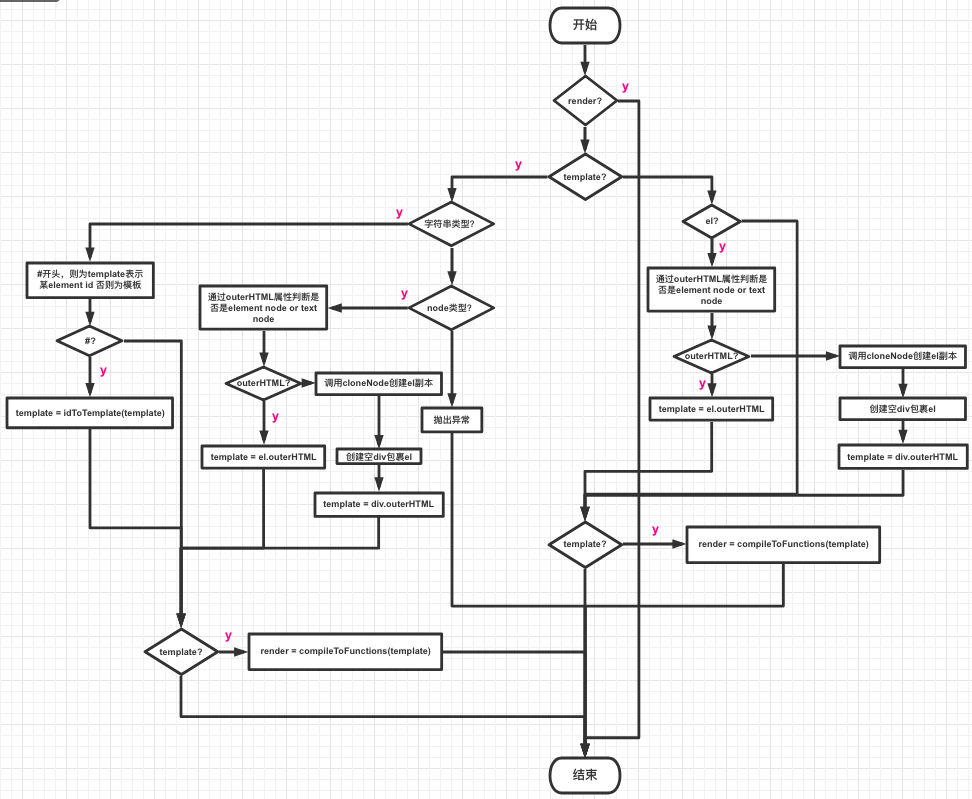 开始
y
render?
y
template?
y
字符串类型?
el?
y
#开头，则为template表示
某element id 否则为模板
y
通过outerHTML属性判断是
否是element node or text
node
node类型?
通过outerHTML属性判断是
否是element node or text
node
#?
y
outerHTML?
y
调用cloneNode创建el副本
outerHTML?
y
调用cloneNode创建el副本
template = idToTemplate(template)
抛出异常
template = el.outerHTML
创建空div包裹el
template = el.outerHTML
创建空div包裹el
template = div.outerHTML
template = div.outerHTML
template?
y
render = compileToFunctions(template)
template?
y
render = compileToFunctions(template)
结束